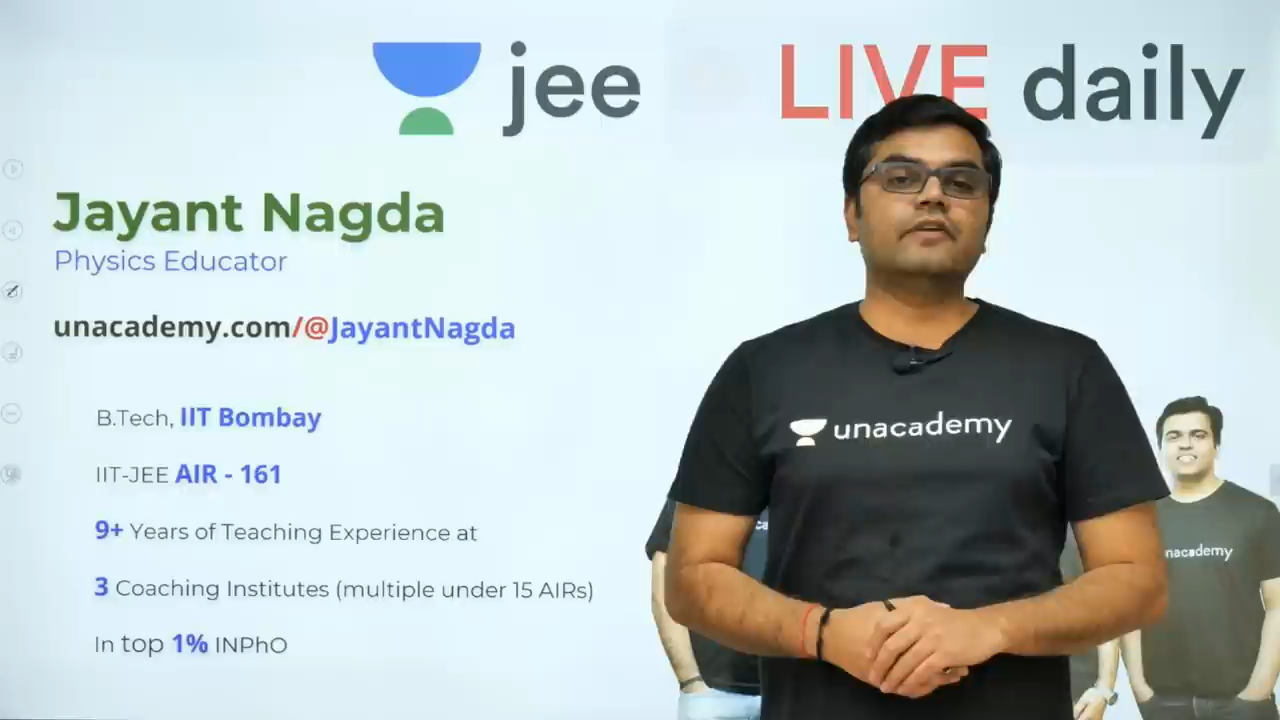 jee LIVE daily
Jayant Nagda
Physics Educator
unacademy.com/@JayantNagda
B.Tech, IIT Bombay
IIT-JEE AIR - 161
9+ Years of Teaching Experience at
3 Coaching Institutes (multiple under 15 AIRs)
In top 1% INPhO
unacademy
nacademy